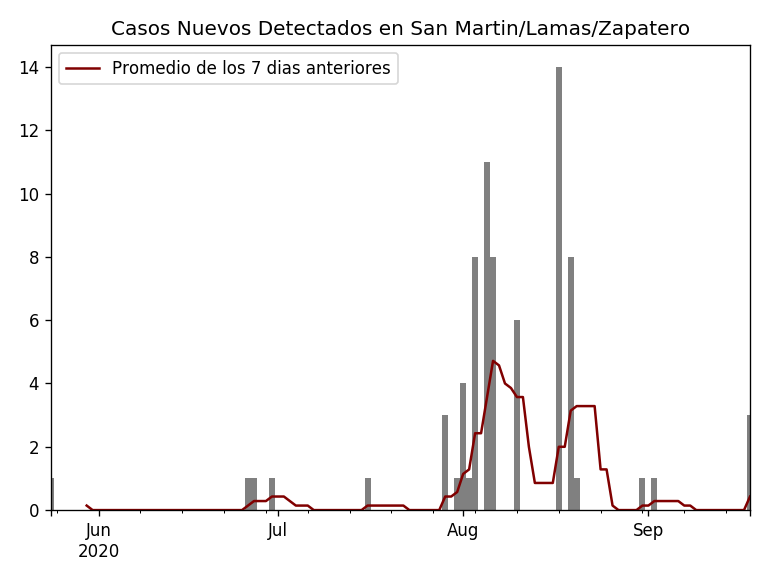 Casos Nuevos Detectados en San Martin/Lamas/Zapatero
Promedio de los 7 dias anteriores
14
12
10
8
6
4
2
0
Jun
2020
Jul
Aug
Sep